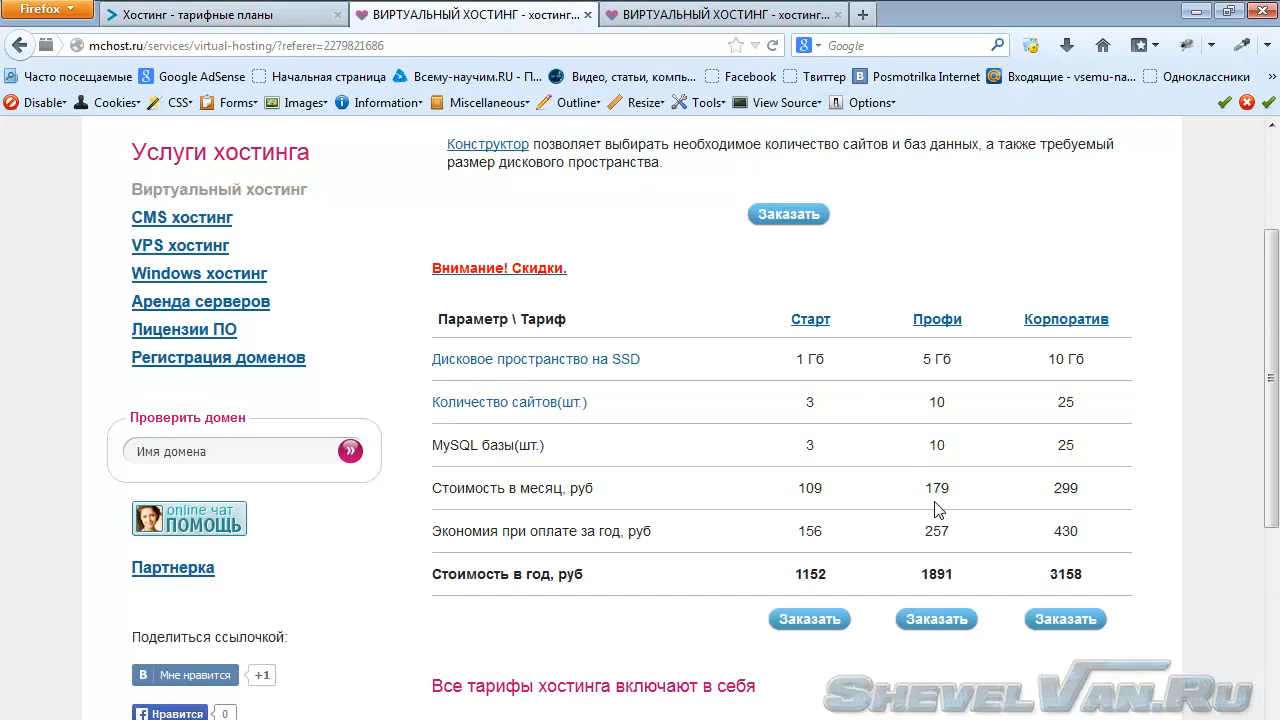 Firefox
Хостинг - тарифные планы
ВИРТУАЛЬНЫЙ ХОСТИНГ - хостинг...
ВИРТУАЛЬНЫЙ ХОСТИНГ - хостинг...
mchost.ru/services/virtual-hosting/?referer=2279821686
Google
Часто посещаемые
Google AdSense
Начальная страница
Всему-научим.RU - П...
Видео, статьи, компь...
Facebook
Твиттер
Posmotrilka Internet
Входящие - vsemu-na...
Одноклассники
Disable
Cookies
CSS
Forms
Images
Information
Miscellaneous
Outline
Resize
Tools
View Source
Options
Услуги хостинга
Виртуальный хостинг
CMS хостинг
VPS хостинг
Windows хостинг
Аренда серверов
Лицензии ПО
Регистрация доменов
Проверить домен
Имя домена
online чат
ПОМОЩЬ
Партнерка
Поделиться ссылочкой:
В Мне нравится +1
f Нравится 0
Конструктор позволяет выбирать необходимое количество сайтов и баз данных, а также требуемый
размер дискового пространства.
Заказать
Внимание! Скидки.
Параметр \ Тариф Старт Профи Корпоратив
Дисковое пространство на SSD 1 Гб 5 Гб 10 Гб
Количество сайтов(шт.) 3 10 25
MySQL базы(шт.) 3 10 25
Стоимость в месяц, руб 109 179 299
Экономия при оплате за год, руб 156 257 430
Стоимость в год, руб 1152 1891 3158
Заказать Заказать Заказать
Все тарифы хостинга включают в себя
ShevelVan.Ru